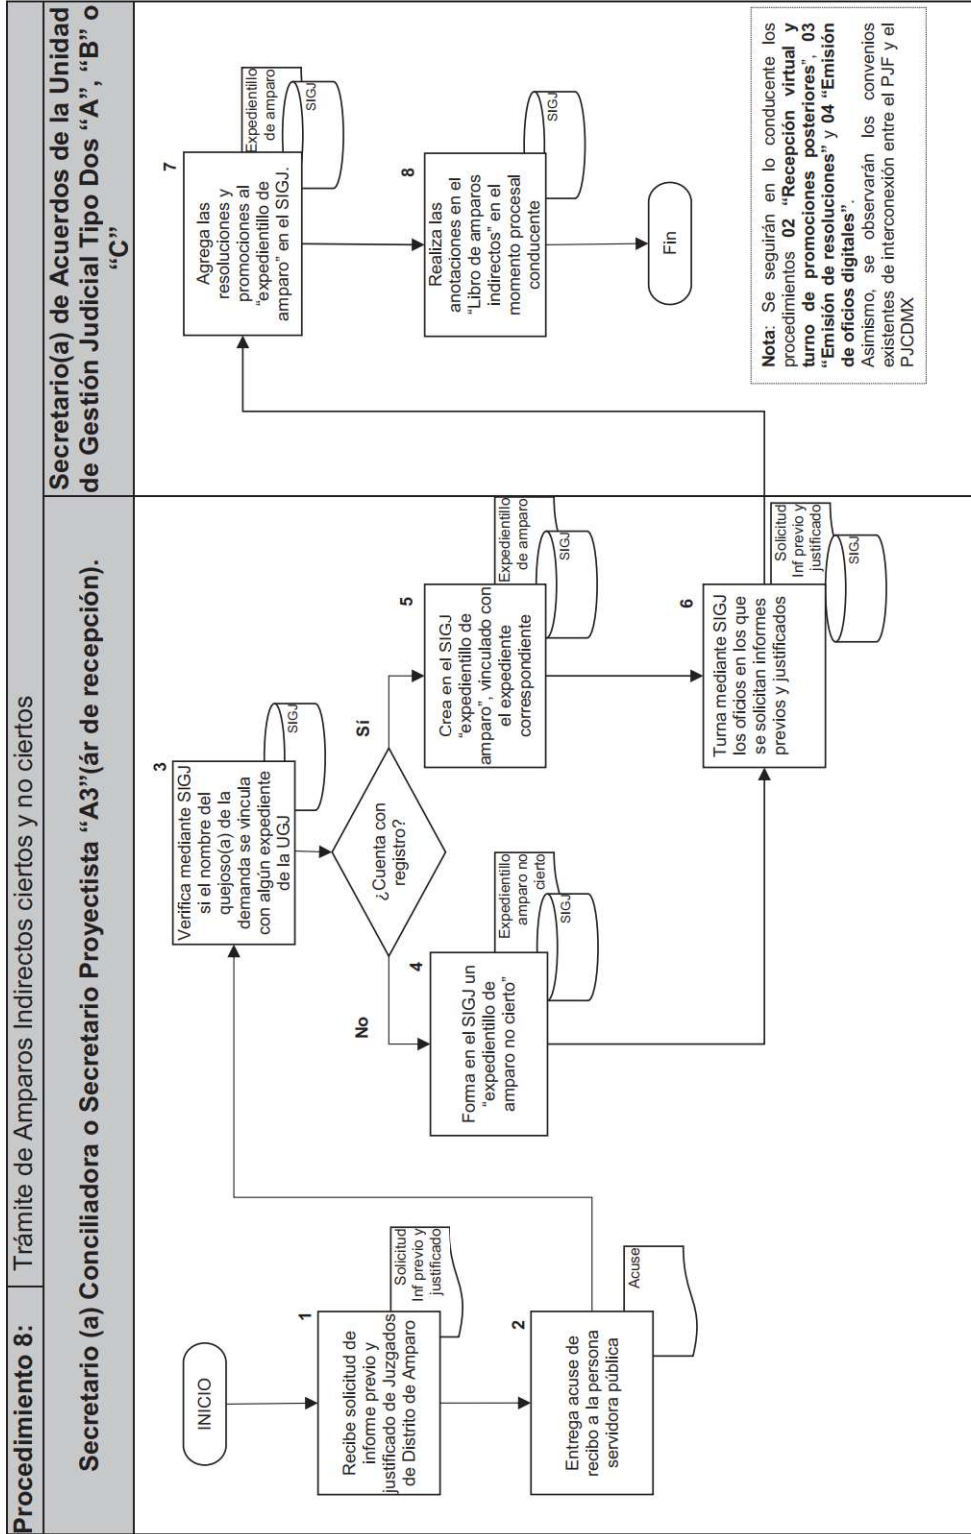 Procedimiento 8:
Trámite de Amparos Indirectos ciertos y no ciertos
Secretario (a) Conciliadora o Secretario Proyectista “A3”(ár de recepción).
Secretario(a) de Acuerdos de la Unidad
de Gestión Judicial Tipo Dos “A”, “B” o
“C”
INICIO
1
Recibe solicitud de
informe previo y
justificado de Juzgados
de Distrito de Amparo
Solicitud
Inf previo y
justificado
2
Entrega acuse de
recibo a la persona
servidora pública
Acuse
3
Verifica mediante SIGJ
si el nombre del
quejoso(a) de la
demanda se vincula
con algún expediente
de la UGJ
SIGJ
¿Cuenta con
registro?
No
Sí
4
Forma en el SIGJ un
“expedientillo de
amparo no cierto”
Expedientillo
amparo no
cierto
SIGJ
5
Crea en el SIGJ
“expedientillo de
amparo”, vinculado con
el expediente
correspondiente
Expedientillo
de amparo
SIGJ
6
Turna mediante SIGJ
los oficios en los que
se solicitan informes
previos y justificados
Solicitud
Inf previo y
justificado
SIGJ
7
Agrega las
resoluciones y
promociones al
“expedientillo de
amparo” en el SIGJ.
Expedientillo
de amparo
SIGJ
8
Realiza las
anotaciones en el
“Libro de amparos
indirectos” en el
momento procesal
conducente
SIGJ
Fin
Nota: Se seguirán en lo conducente los
procedimientos 02 “Recepción virtual y
turno de promociones posteriores”, 03
“Emisión de resoluciones” y 04 “Emisión
de oficios digitales”.
Asimismo, se observarán los convenios
existentes de interconexión entre el PJF y el
PJCDMX